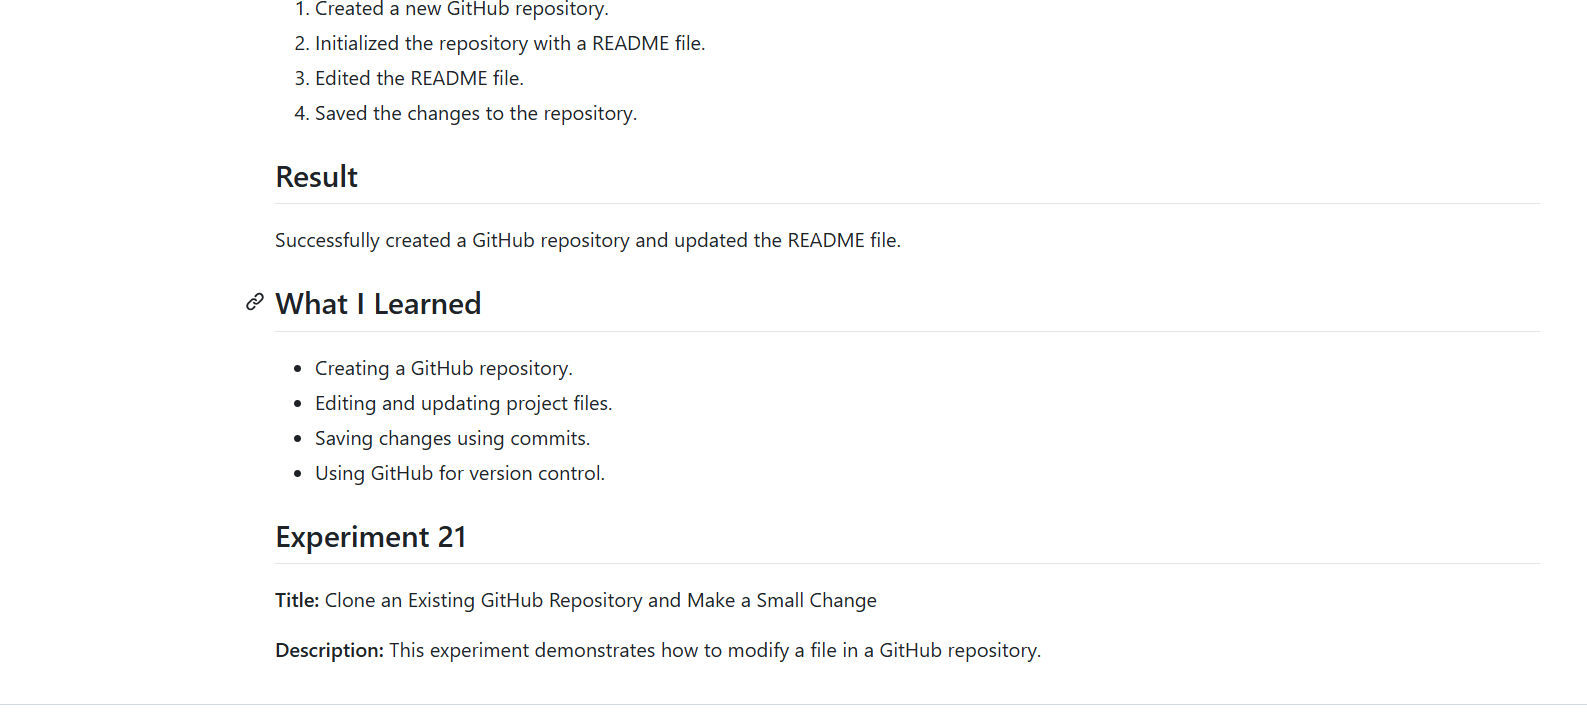 1. Created a new GitHub repository.
2. Initialized the repository with a README file.
3. Edited the README file.
4. Saved the changes to the repository.
Result
Successfully created a GitHub repository and updated the README file.
What I Learned
• Creating a GitHub repository.
• Editing and updating project files.
• Saving changes using commits.
• Using GitHub for version control.
Experiment 21
Title: Clone an Existing GitHub Repository and Make a Small Change
Description: This experiment demonstrates how to modify a file in a GitHub repository.